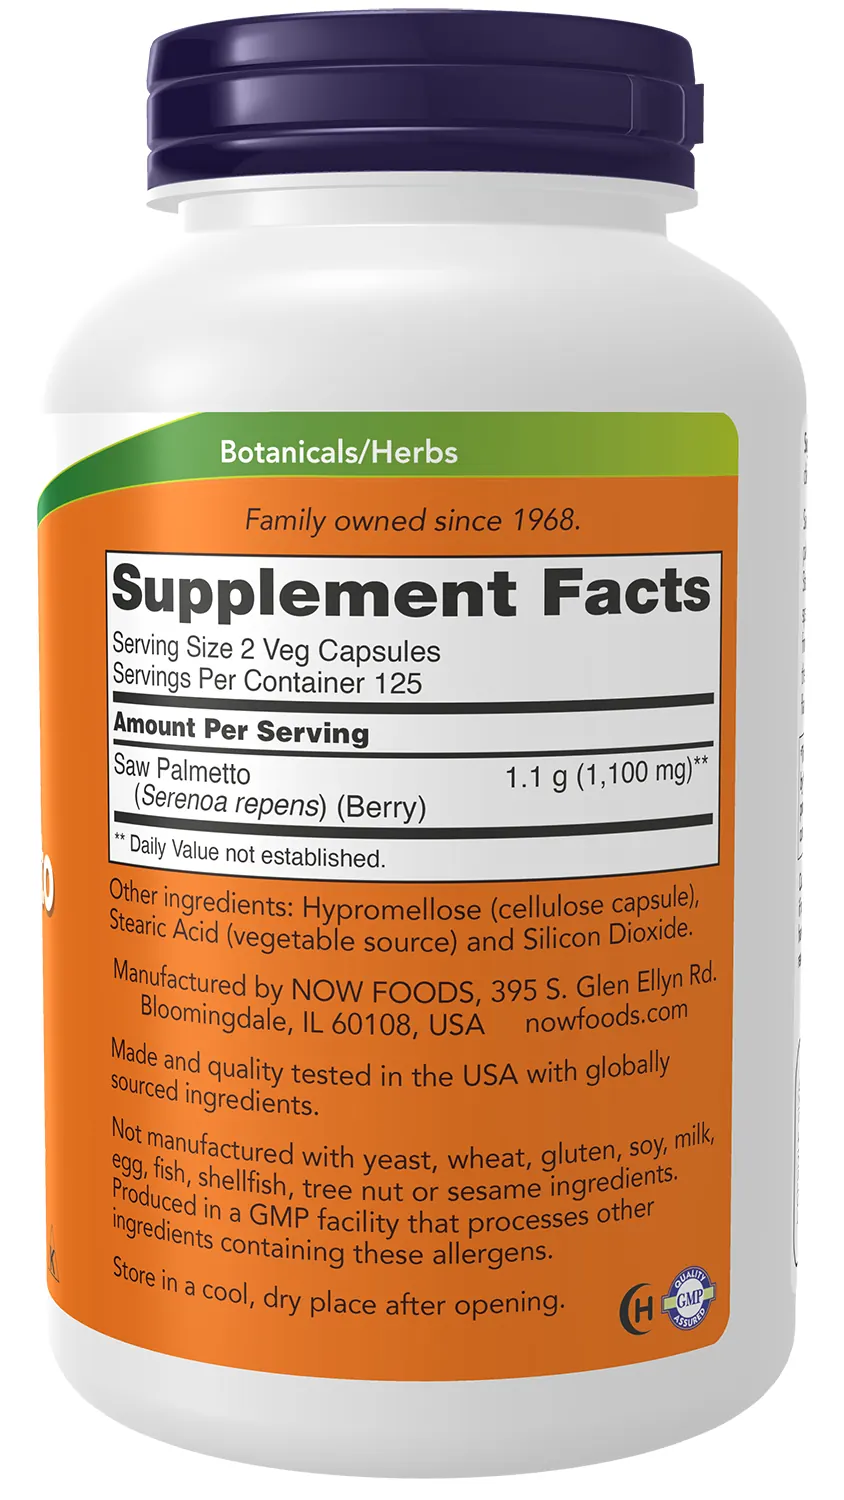 Botanicals/Herbs
Family owned since 1968.
Supplement Facts
Serving Size 2 Veg Capsules
Servings Per Container 125
Amount Per Serving
Saw Palmetto 1.1 g (1,100 mg)**
(Serenoa repens) (Berry)
** Daily Value not established.
Other ingredients: Hypromellose (cellulose capsule),
Stearic Acid (vegetable source) and Silicon Dioxide.
Manufactured by NOW FOODS, 395 S. Glen Ellyn Rd.
Bloomingdale, IL 60108, USA nowfoods.com
Made and quality tested in the USA with globally
sourced ingredients.
Not manufactured with yeast, wheat, gluten, soy, milk,
egg, fish, shellfish, tree nut or sesame ingredients.
Produced in a GMP facility that processes other
ingredients containing these allergens.
Store in a cool, dry place after opening.
K
H
QUALITY
GMP
ASSURED